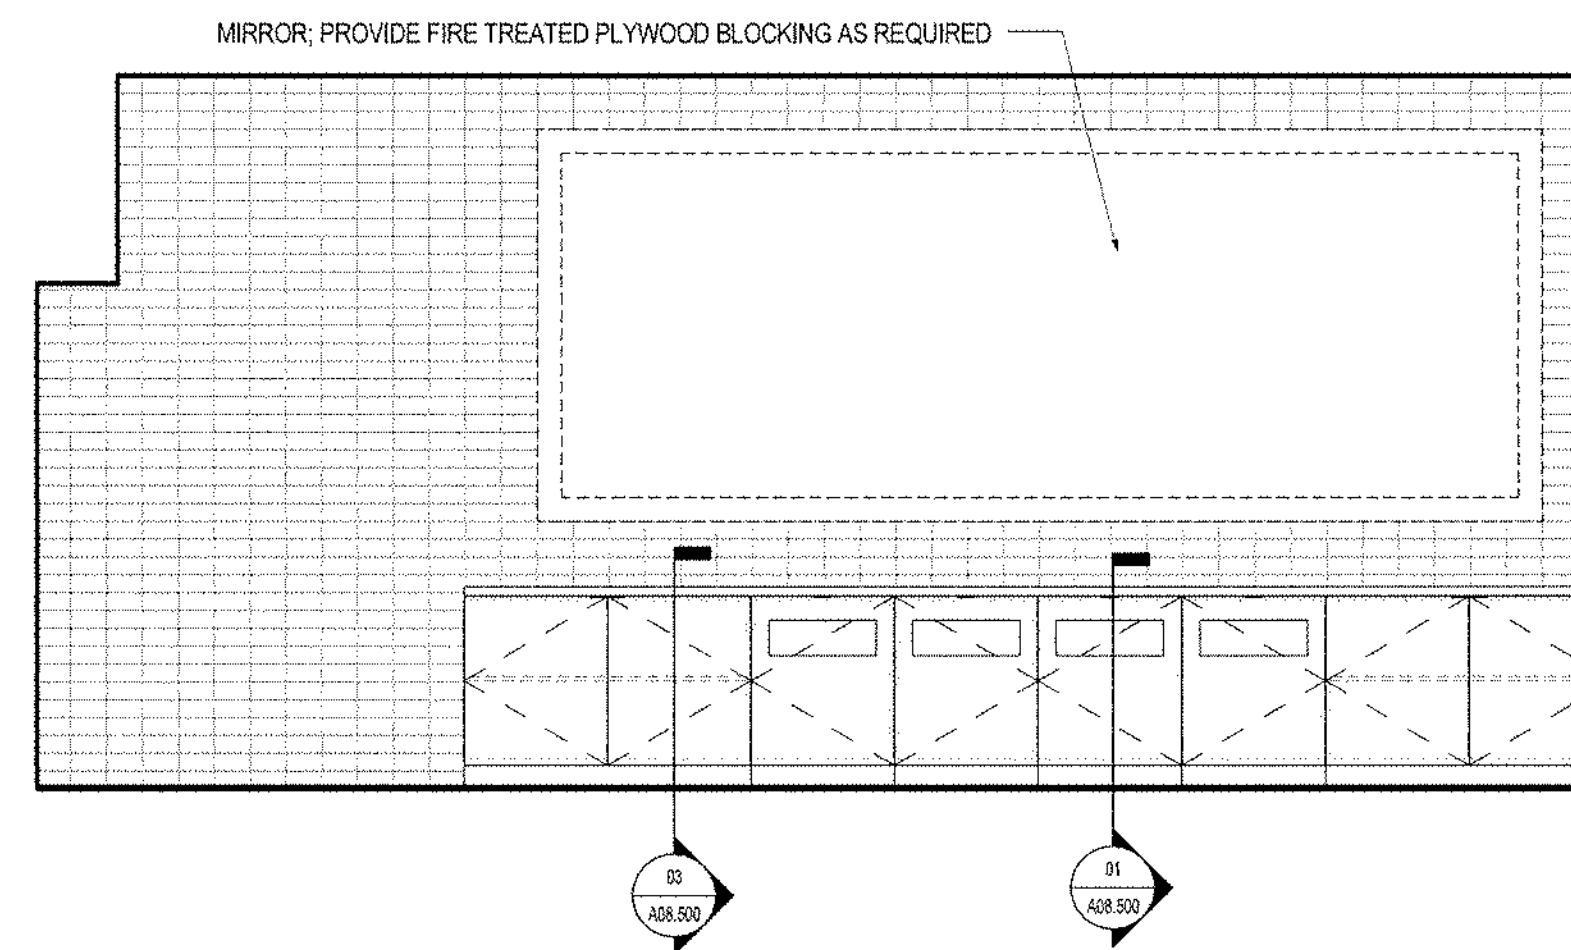 MIRROR; PROVIDE FIRE TREATED PLYWOOD BLOCKING AS REQUIRED
03
A08.500
01
A08.500